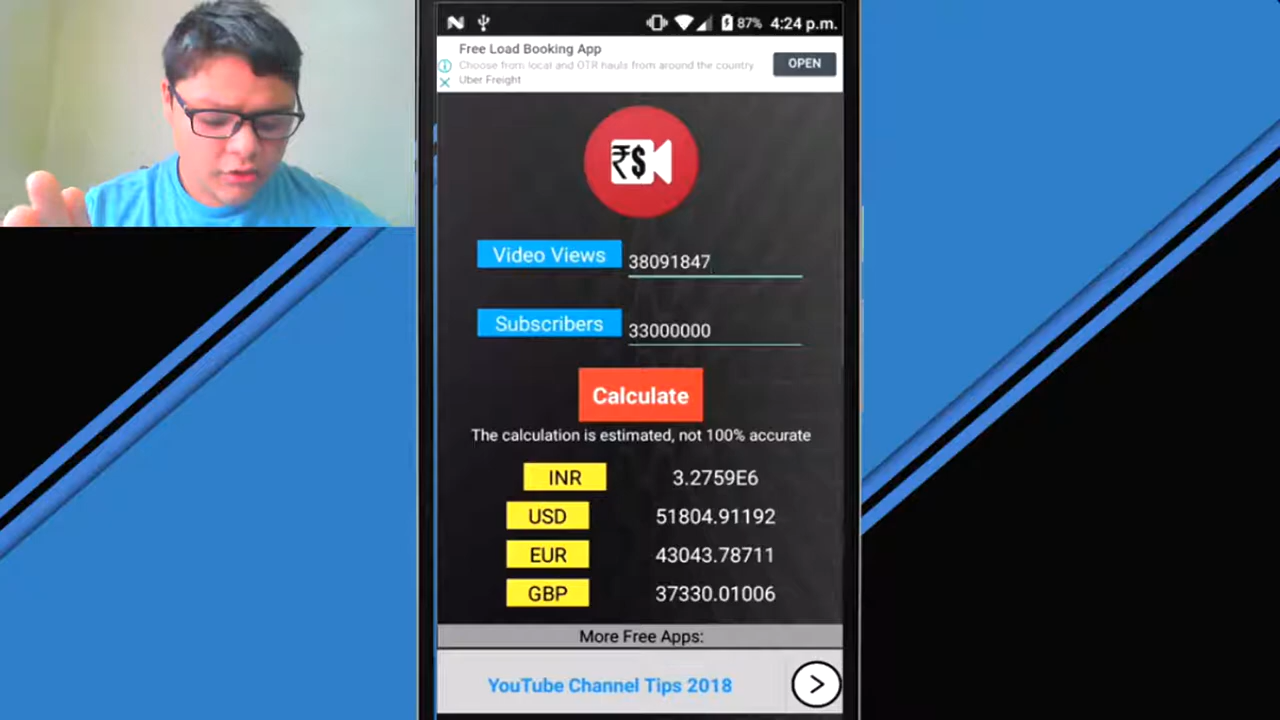 87% 4:24 p.m.
Free Load Booking App
Choose from local and OTR hauls from around the country
Uber Freight
OPEN
₹$
Video Views 38091847
Subscribers 33000000
Calculate
The calculation is estimated, not 100% accurate
INR 3.2759E6
USD 51804.91192
EUR 43043.78711
GBP 37330.01006
More Free Apps:
YouTube Channel Tips 2018